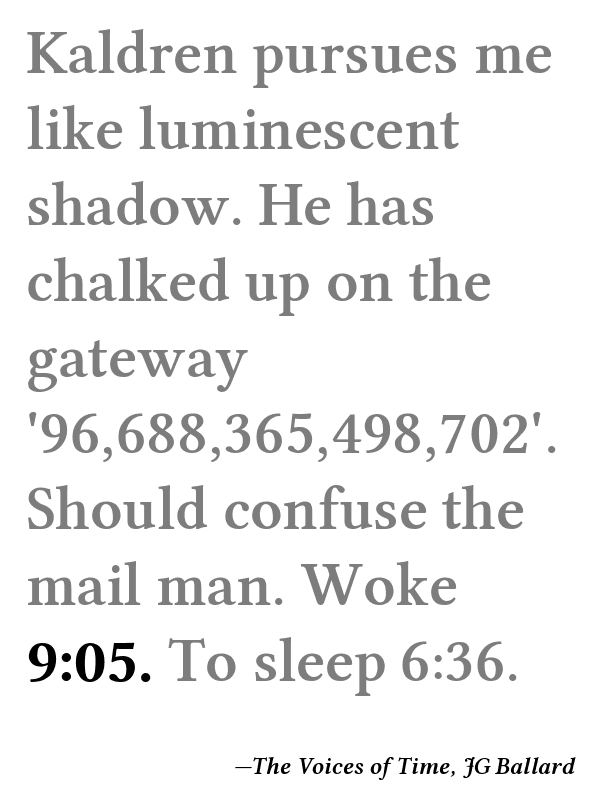 Kaldren pursues me
like luminescent
shadow. He has
chalked up on the
gateway
'96,688,365,498,702'.
Should confuse the
mail man. Woke
9:05. To sleep 6:36.
—The Voices of Time, JG Ballard